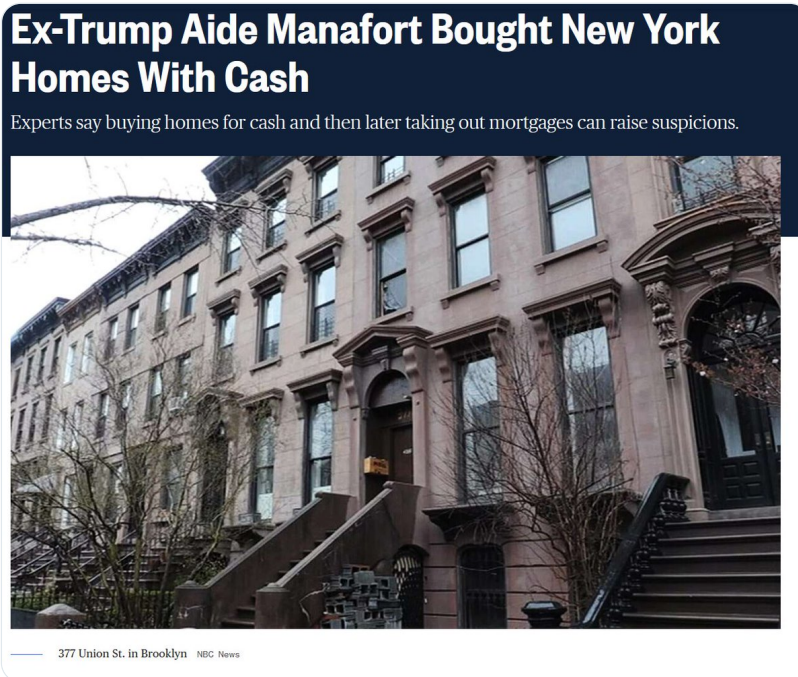 Ex-Trump Aide Manafort Bought New York
Homes With Cash
Experts say buying homes for cash and then later taking out mortgages can raise suspicions.
377 Union St. in Brooklyn NBC News